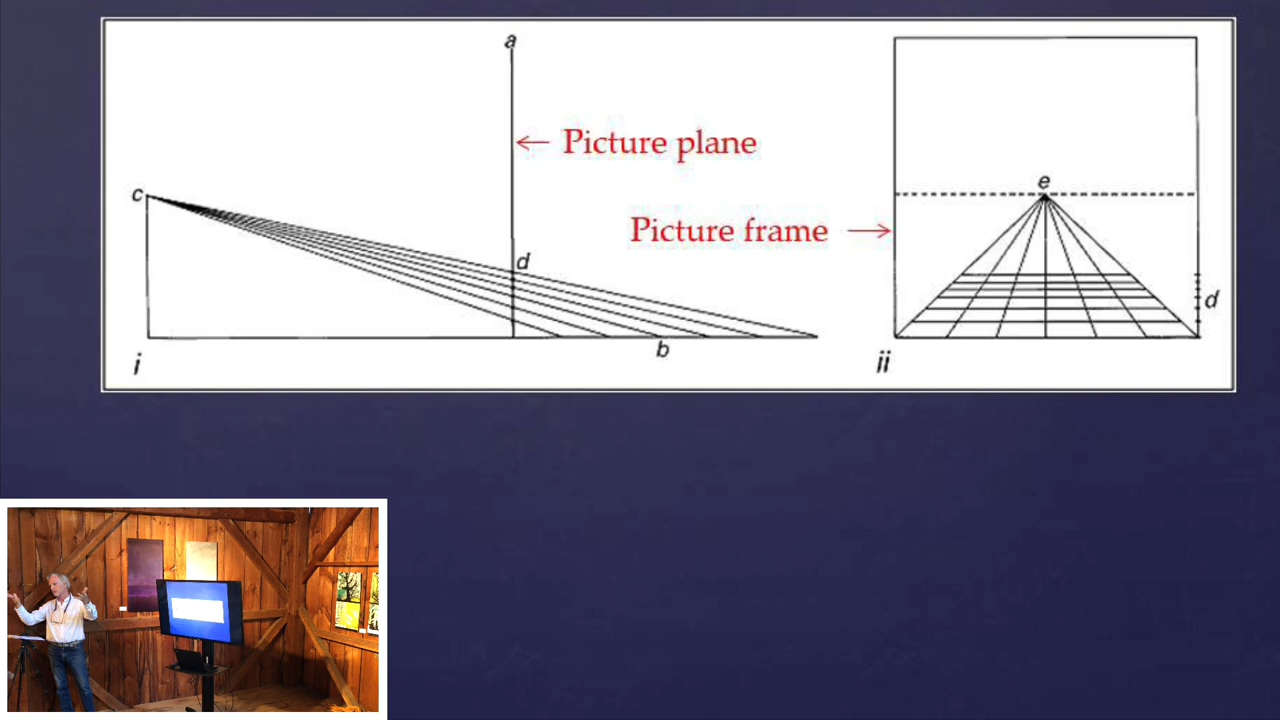 a
← Picture plane
c
e
Picture frame →
d
d
b
i
ii